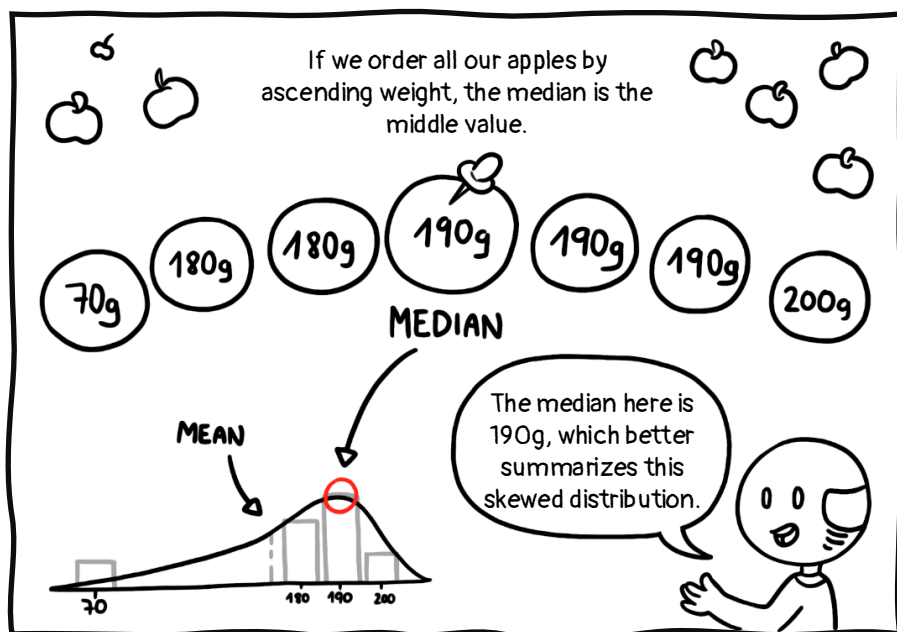 If we order all our apples by
ascending weight, the median is the
middle value.
70g
180g
180g
190g
190g
190g
200g
MEDIAN
MEAN
The median here is
190g, which better
summarizes this
skewed distribution.
70
180
190
200